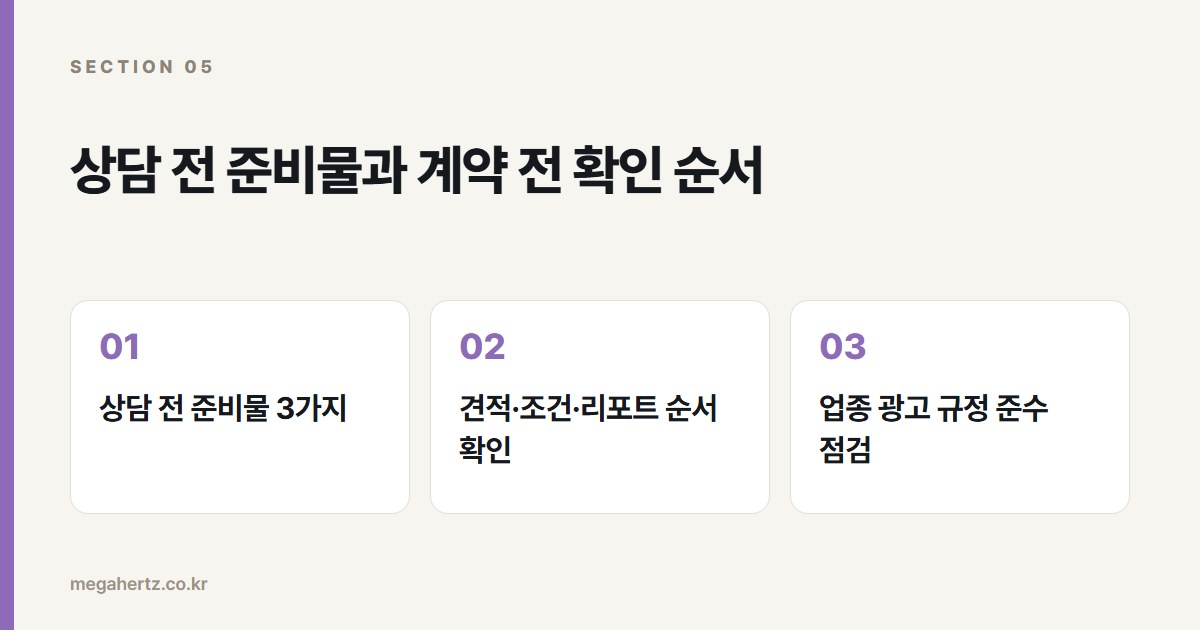 SECTION 05
상담 전 준비물과 계약 전 확인 순서
01
상담 전 준비물 3가지
02
견적·조건·리포트 순서
확인
03
업종 광고 규정 준수
점검
megahertz.co.kr